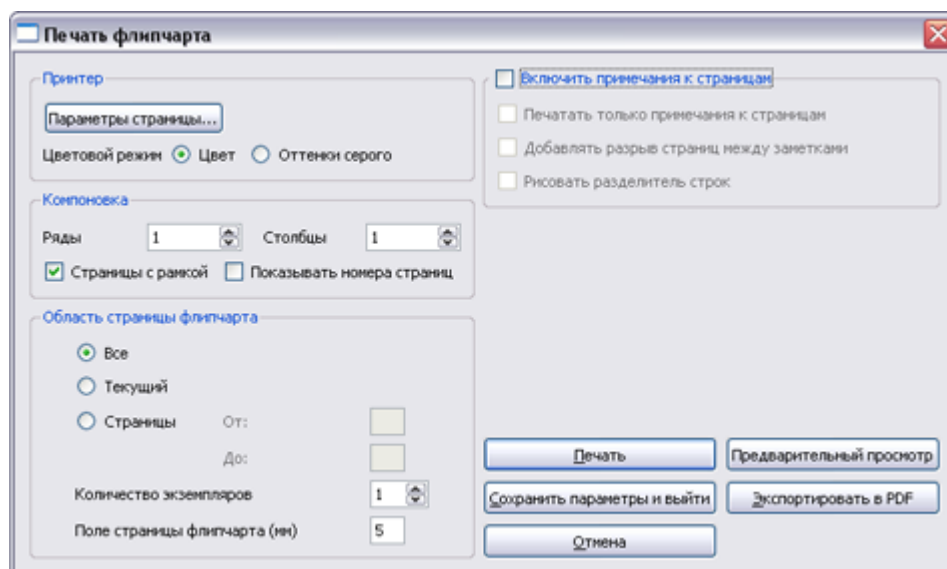 Печать флипчарта
Принтер
Параметры страницы...
Цветовой режим Цвет Оттенки серого
Компоновка
Ряды 1 Столбцы 1
Страницы с рамкой Показывать номера страниц
Область страницы флипчарта
Все
Текущий
Страницы От:
До:
Количество экземпляров 1
Поле страницы флипчарта (мм) 5
Включить примечания к страницам
Печатать только примечания к страницам
Добавлять разрыв страниц между заметками
Рисовать разделитель строк
Печать Предварительный просмотр
Сохранить параметры и выйти Экспортировать в PDF
Отмена